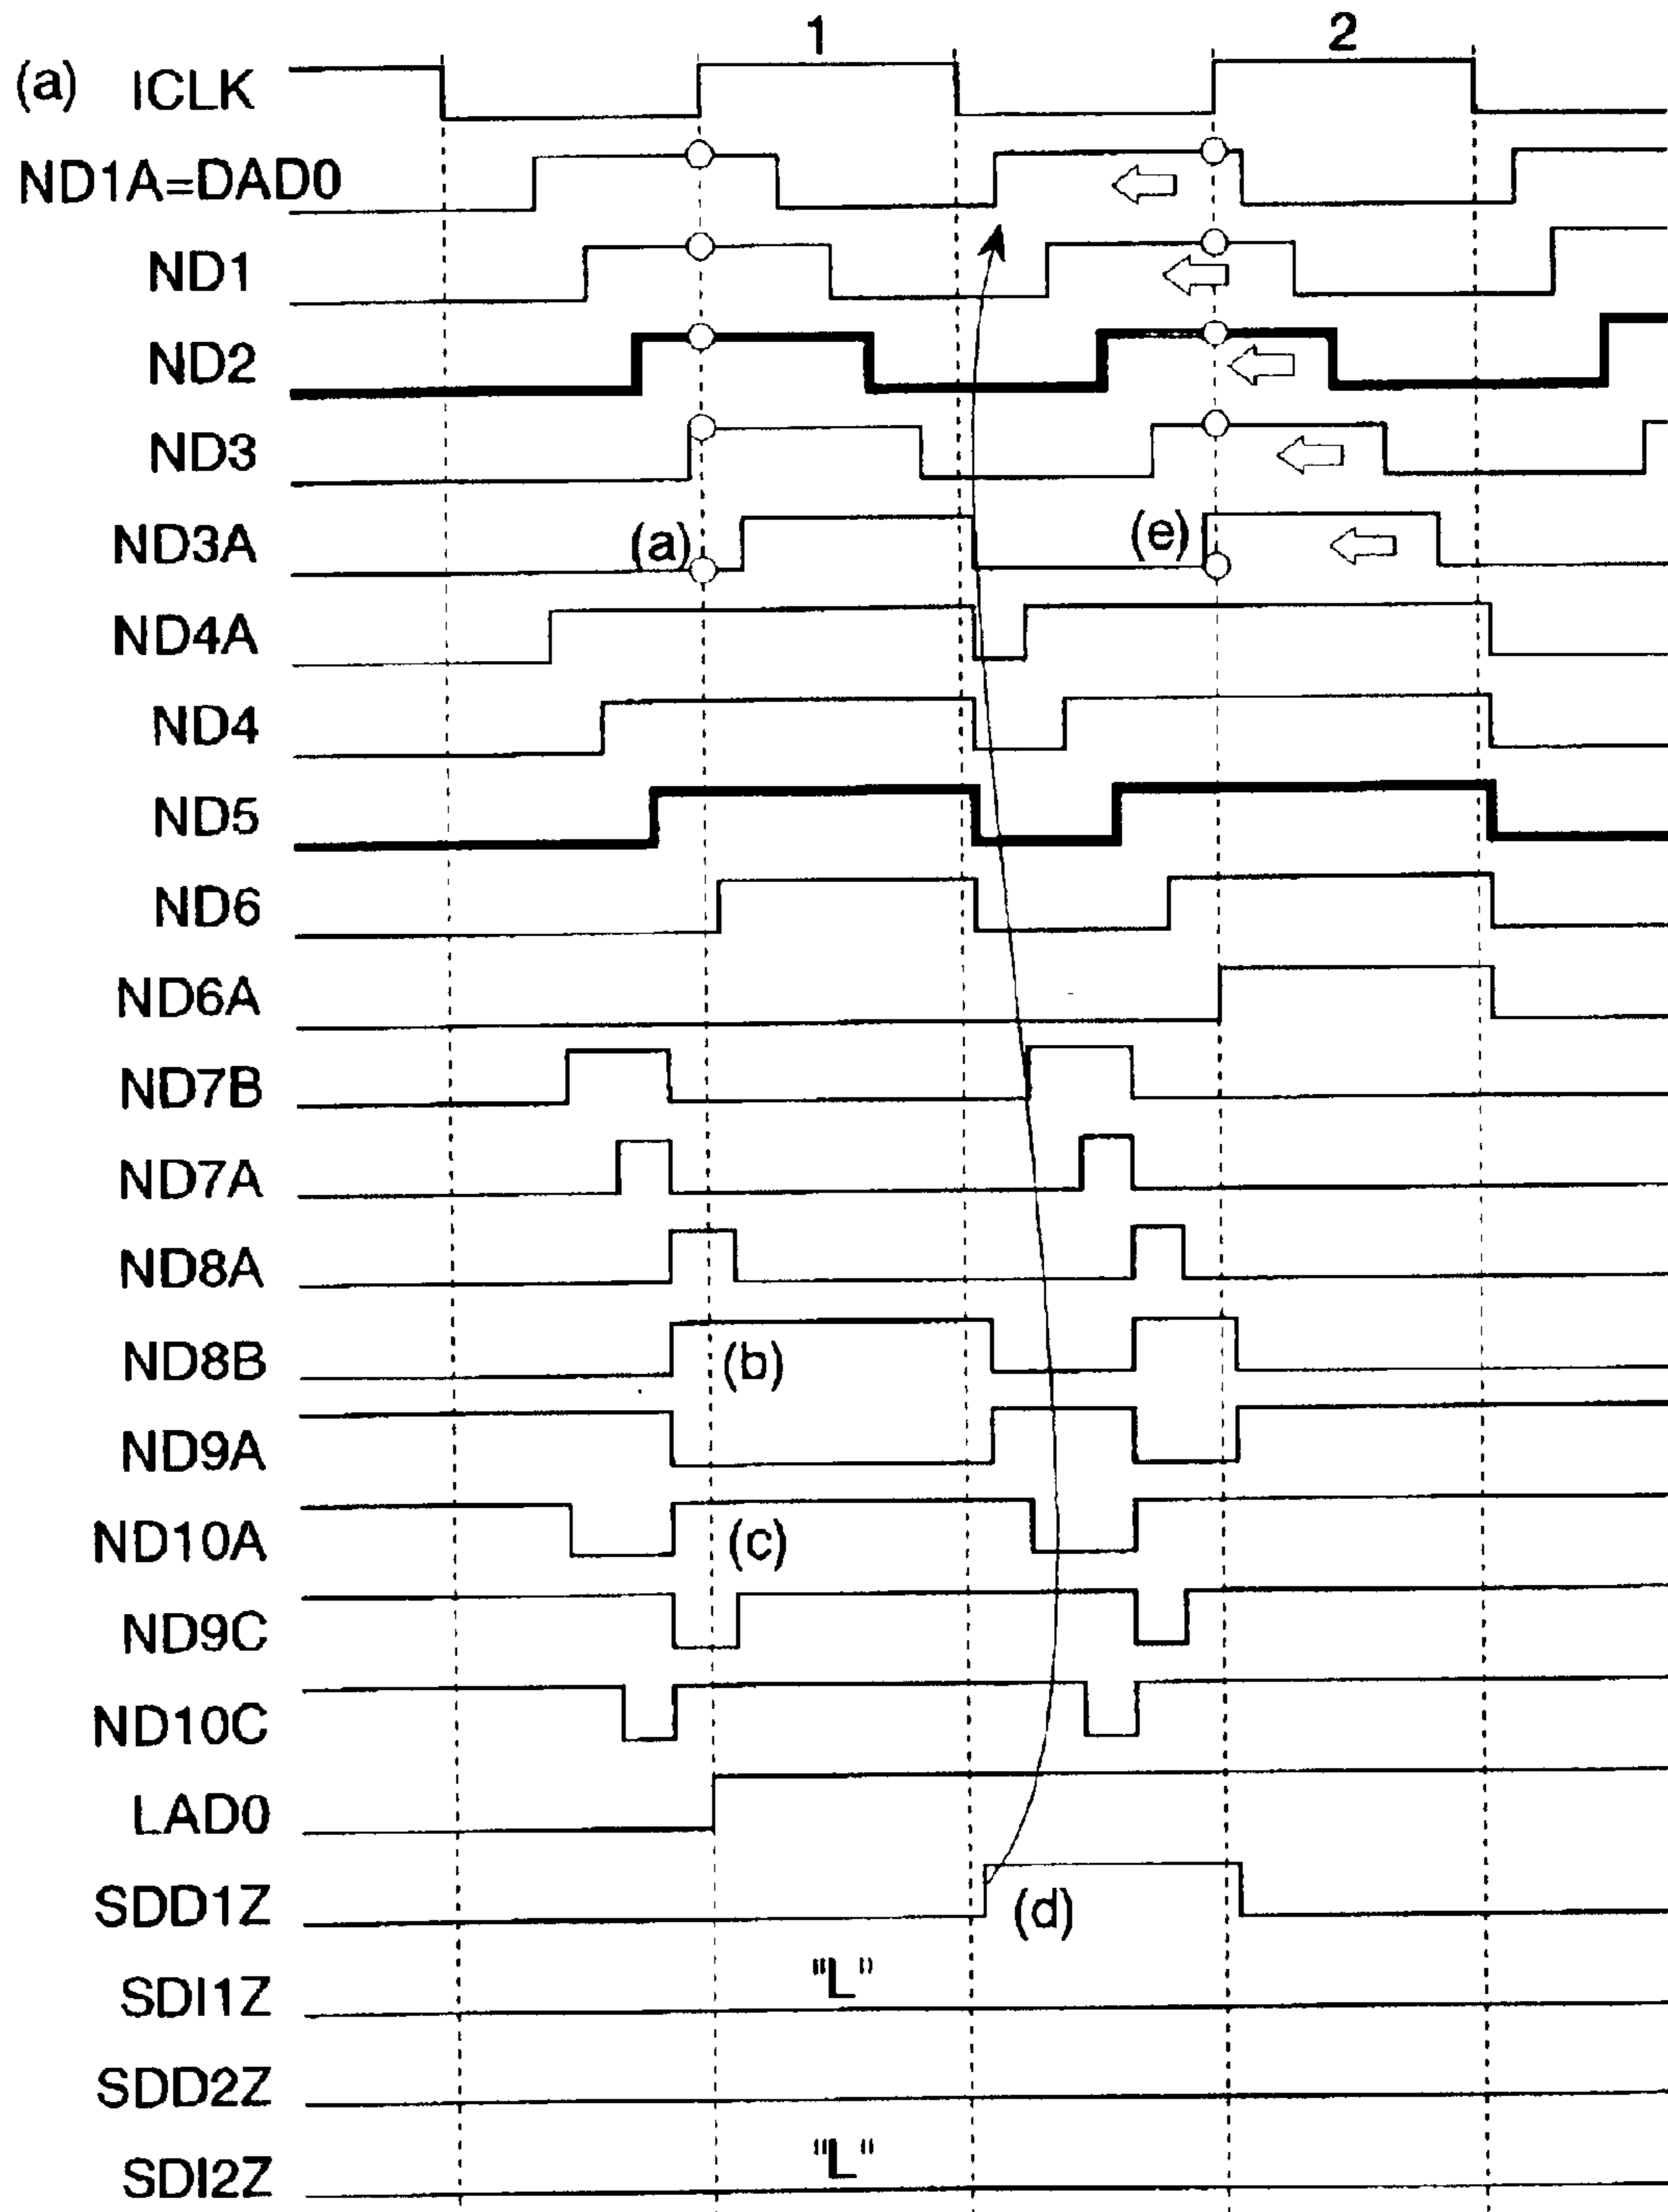 1 2
(a) ICLK
ND1A=DAD0
ND1
ND2
ND3
ND3A (a) (e)
ND4A
ND4
ND5
ND6
ND6A
ND7B
ND7A
ND8A
ND8B (b)
ND9A
ND10A (c)
ND9C
ND10C
LAD0
SDD1Z (d)
SDI1Z "L"
SDD2Z
SDI2Z "L"